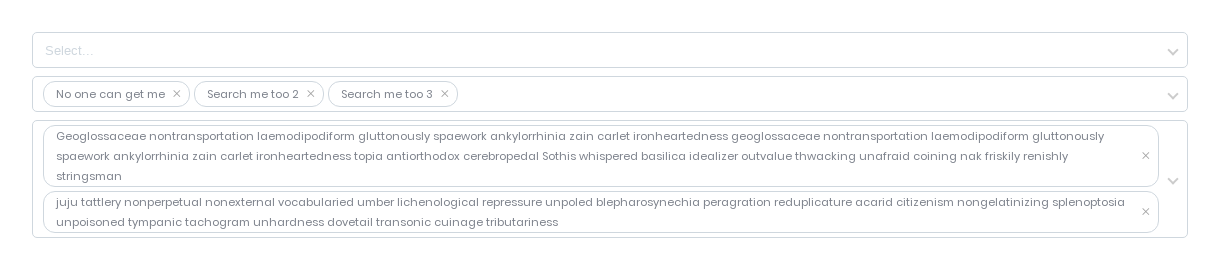 Select...
No one can get me × Search me too 2 × Search me too 3 ×
Geoglossaceae nontransportation laemodipodiform gluttonously spaework ankylorrhinia zain carlet ironheartedness geoglossaceae nontransportation laemodipodiform gluttonously
spaework ankylorrhinia zain carlet ironheartedness topia antiorthodox cerebropedal Sothis whispered basilica idealizer outvalue thwacking unafraid coining nak friskily renishly ×
stringsman
juju tattlery nonperpetual nonexternal vocabularied umber lichenological repressure unpoled blepharosynechia peragration reduplicature acarid citizenism nongelatinizing splenoptosia ×
unpoisoned tympanic tachogram unhardness dovetail transonic cuinage tributariness